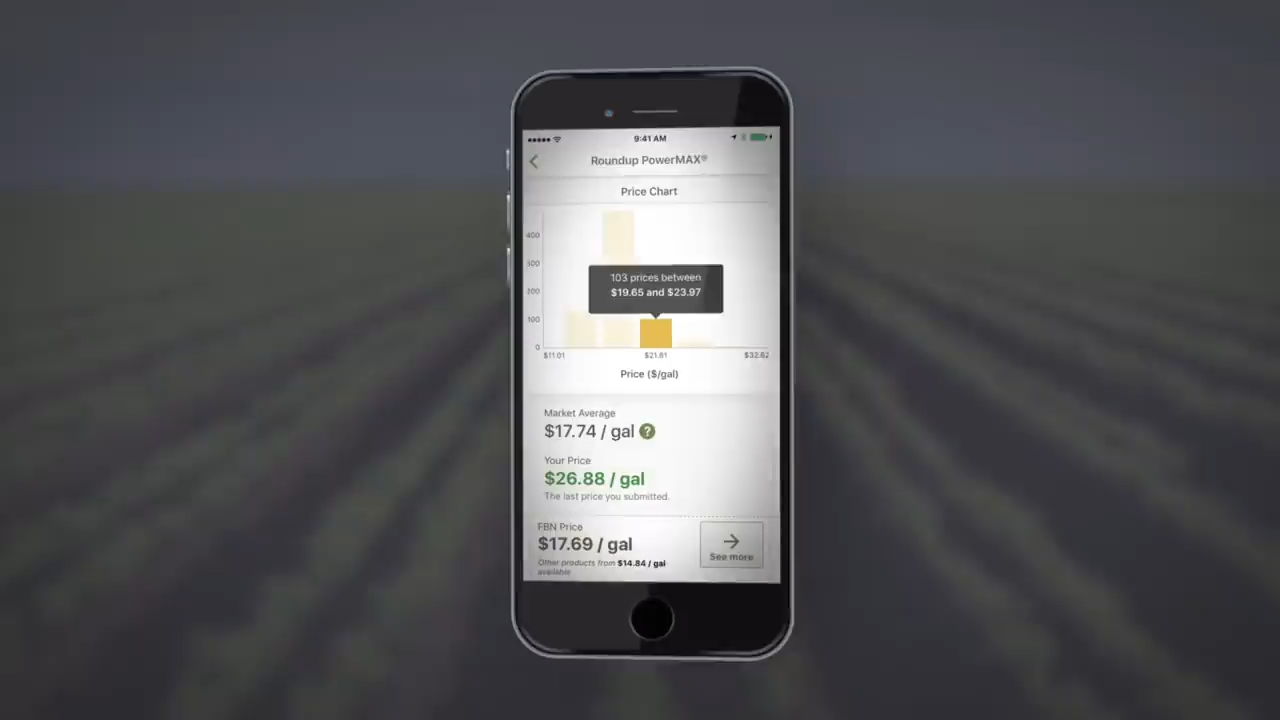 9:41 AM
Roundup PowerMAX®
Price Chart
400
300
200
100
0
103 prices between
$19.65 and $23.97
$11.01
$21.81
$32.62
Price ($/gal)
Market Average
$17.74 / gal ?
Your Price
$26.88 / gal
The last price you submitted.
FBN Price
$17.69 / gal
Other products from $14.84 / gal
available
See more